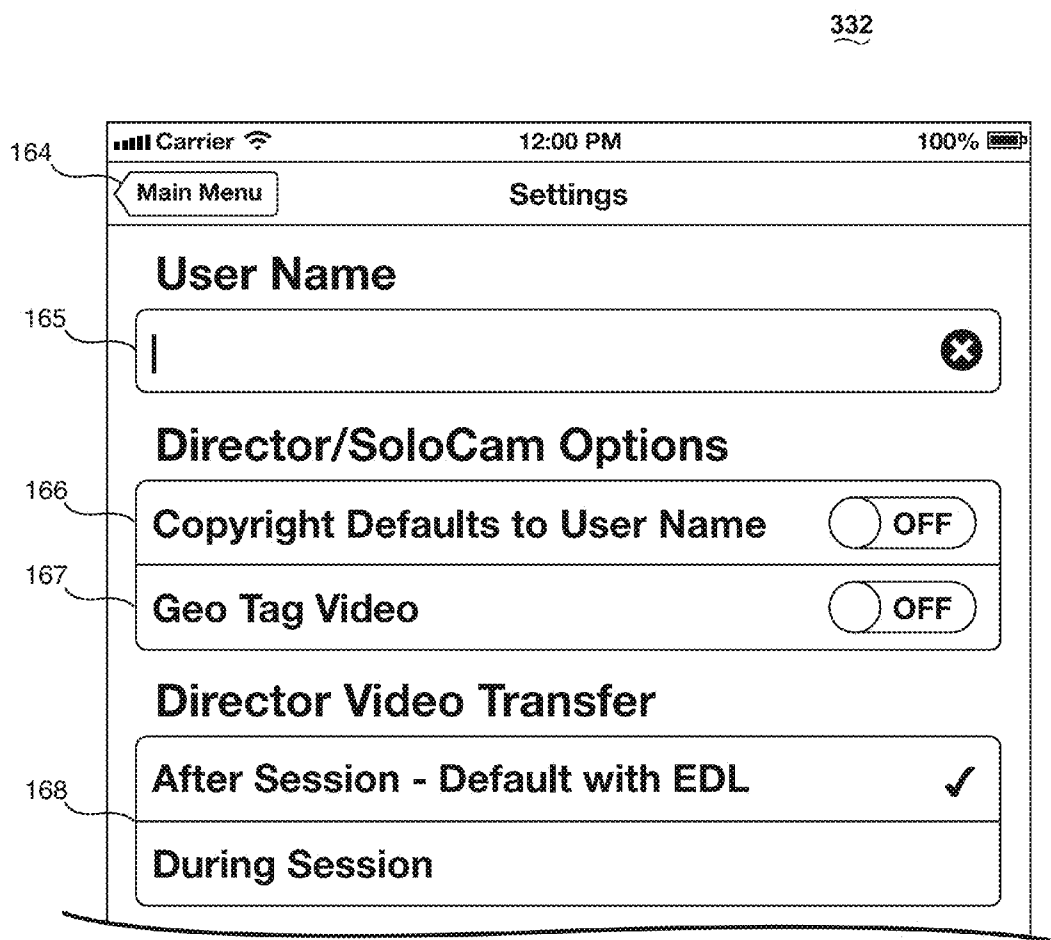 332
Carrier 12:00 PM 100%
164
Main Menu Settings
User Name
165
Director/SoloCam Options
166
Copyright Defaults to User Name OFF
167
Geo Tag Video OFF
Director Video Transfer
After Session - Default with EDL
168
During Session